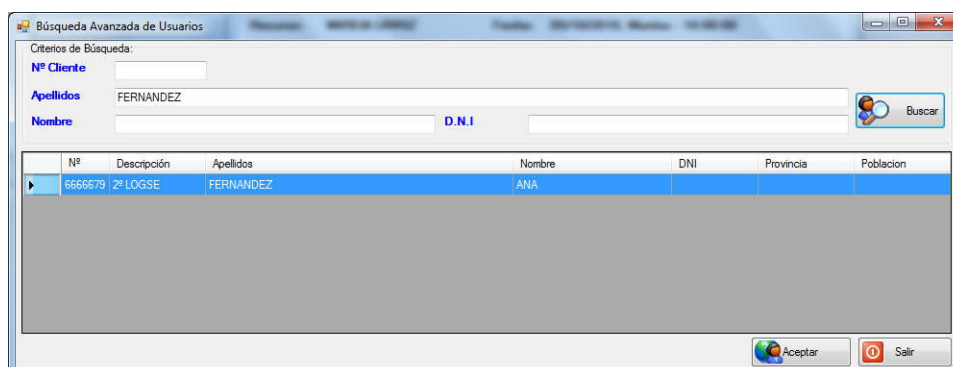 Búsqueda Avanzada de Usuarios
Criterios de Búsqueda:
Nº Cliente
Apellidos FERNANDEZ
Buscar
Nombre D.N.I
Nº Descripción Apellidos Nombre DNI Provincia Poblacion
6666679 2º LOGSE FERNANDEZ ANA
Aceptar Salir